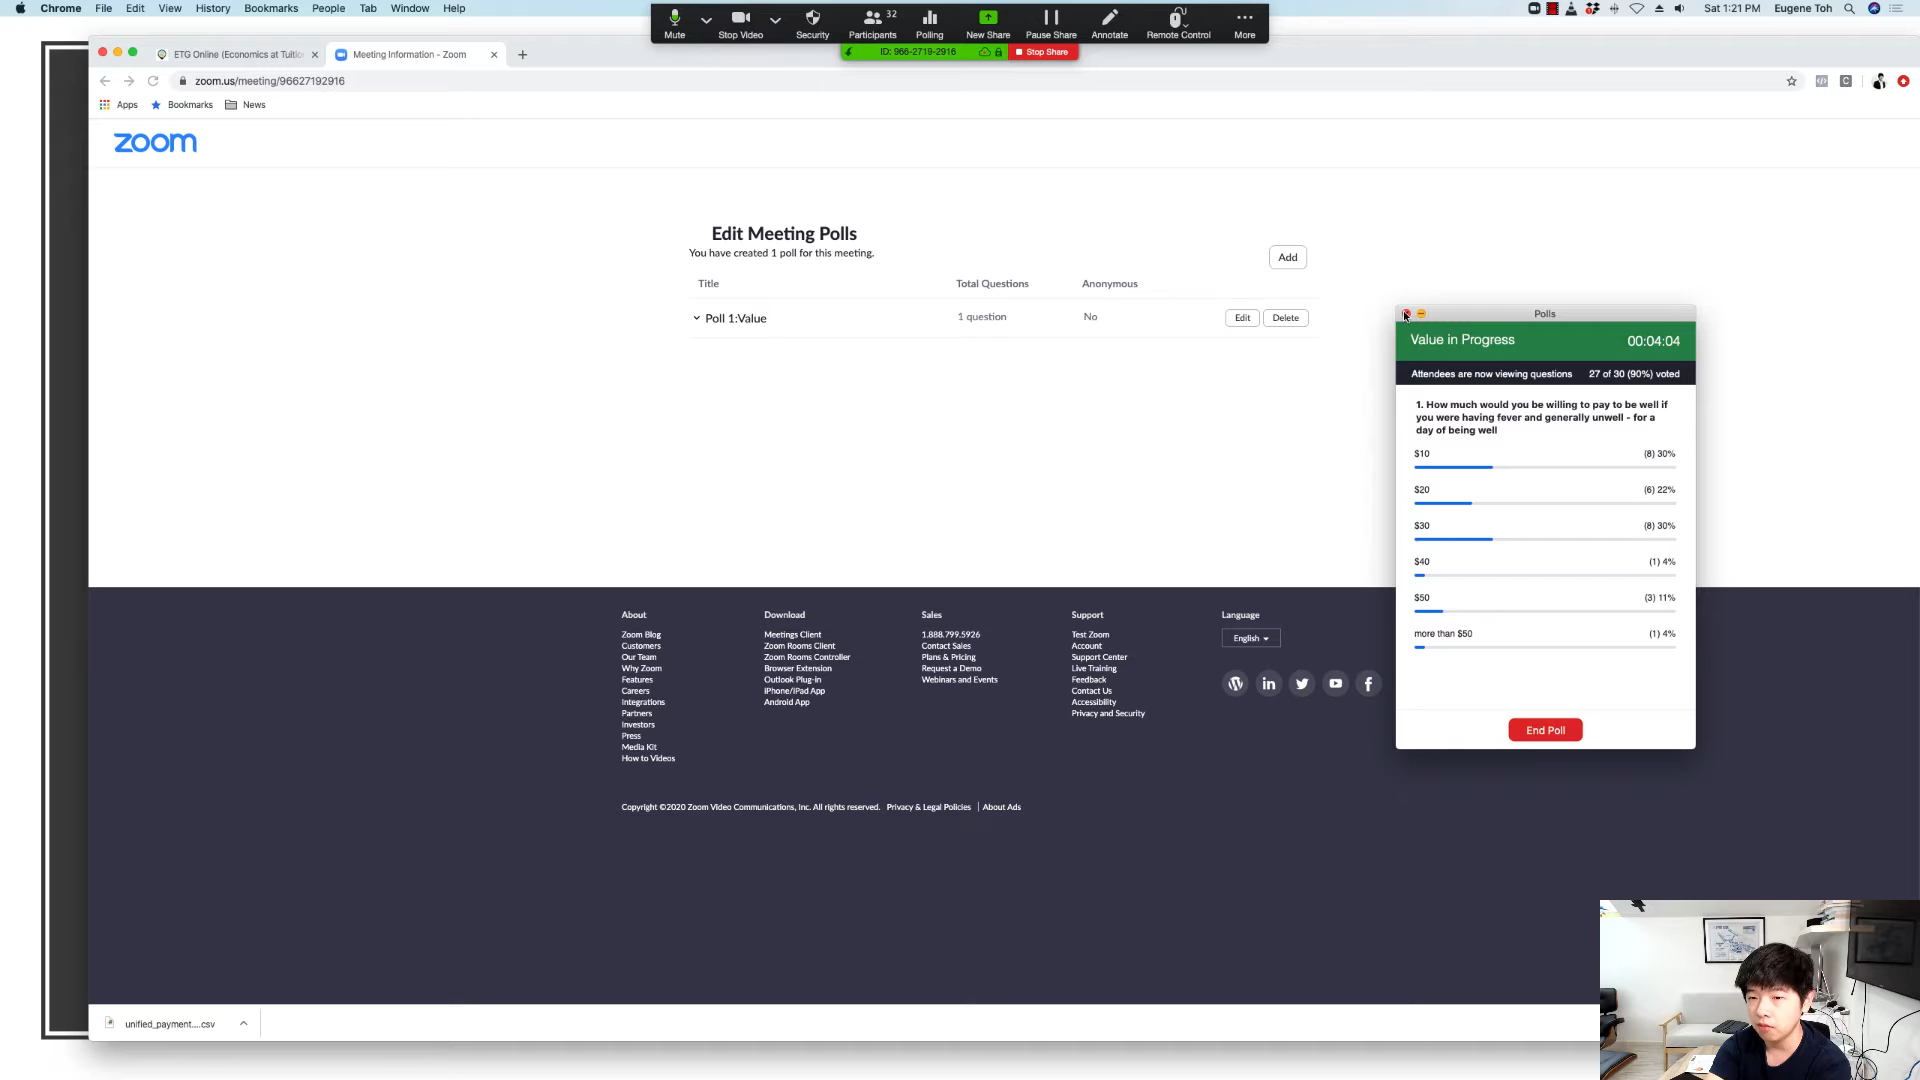 Chrome File Edit View History Bookmarks People Tab Window Help
Sat 1:21 PM Eugene Toh
Mute Stop Video Security Participants 32 Polling New Share Pause Share Annotate Remote Control More
ID: 966-2719-2916 Stop Share
ETG Online (Economics at Tuitio
Meeting Information - Zoom
zoom.us/meeting/96627192916
Apps Bookmarks News
zoom
Edit Meeting Polls
You have created 1 poll for this meeting.
Add
Title Total Questions Anonymous
Poll 1:Value 1 question No Edit Delete
Polls
Value in Progress 00:04:04
Attendees are now viewing questions 27 of 30 (90%) voted
1. How much would you be willing to pay to be well if
you were having fever and generally unwell - for a
day of being well
$10 (8) 30%
$20 (6) 22%
$30 (8) 30%
$40 (1) 4%
$50 (3) 11%
more than $50 (1) 4%
End Poll
About
Zoom Blog
Customers
Our Team
Why Zoom
Features
Careers
Integrations
Partners
Investors
Press
Media Kit
How to Videos
Download
Meetings Client
Zoom Rooms Client
Zoom Rooms Controller
Browser Extension
Outlook Plug-in
iPhone/iPad App
Android App
Sales
1.888.799.5926
Contact Sales
Plans & Pricing
Request a Demo
Webinars and Events
Support
Test Zoom
Account
Support Center
Live Training
Feedback
Contact Us
Accessibility
Privacy and Security
Language
English
Copyright ©2020 Zoom Video Communications, Inc. All rights reserved. Privacy & Legal Policies | About Ads
unified_payment....csv